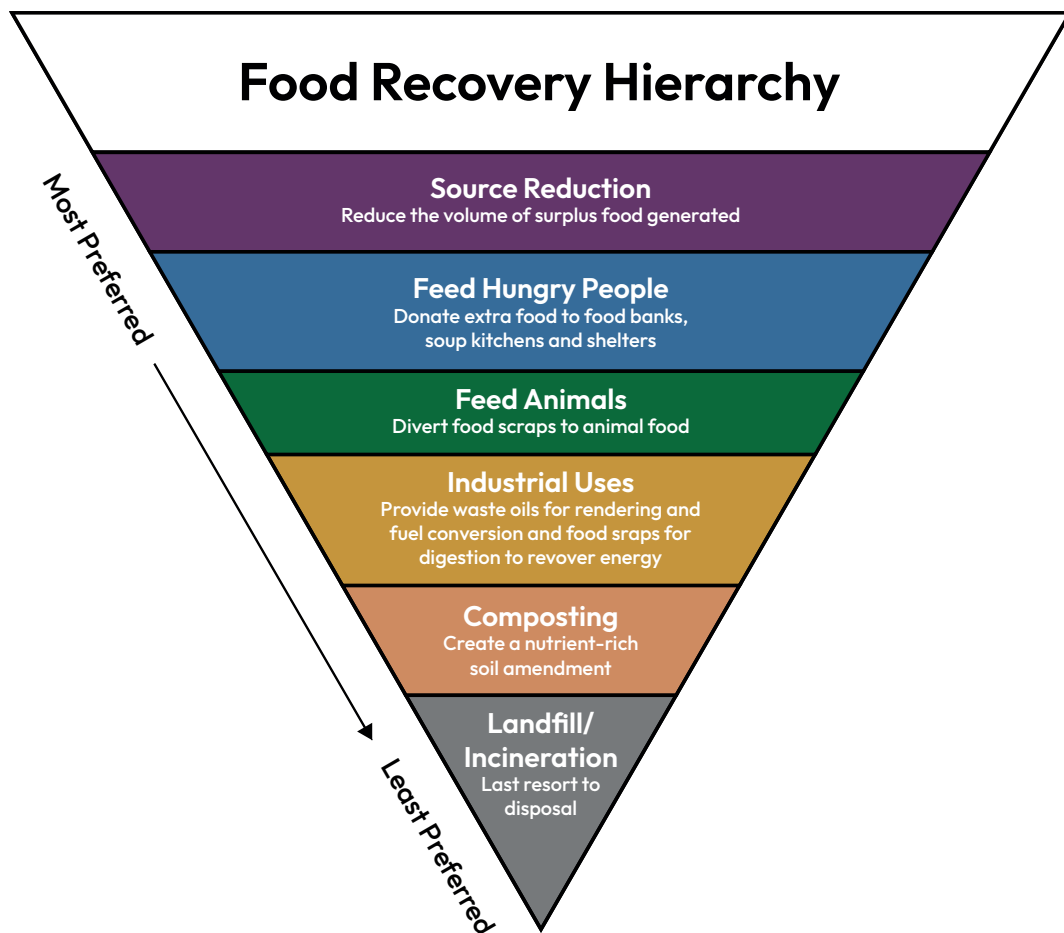 Food Recovery Hierarchy
Most Preferred
Source Reduction
Reduce the volume of surplus food generated
Feed Hungry People
Donate extra food to food banks,
soup kitchens and shelters
Feed Animals
Divert food scraps to animal food
Industrial Uses
Provide waste oils for rendering and
fuel conversion and food sraps for
digestion to revover energy
Composting
Create a nutrient-rich
soil amendment
Landfill/
Incineration
Last resort to
disposal
Least Preferred